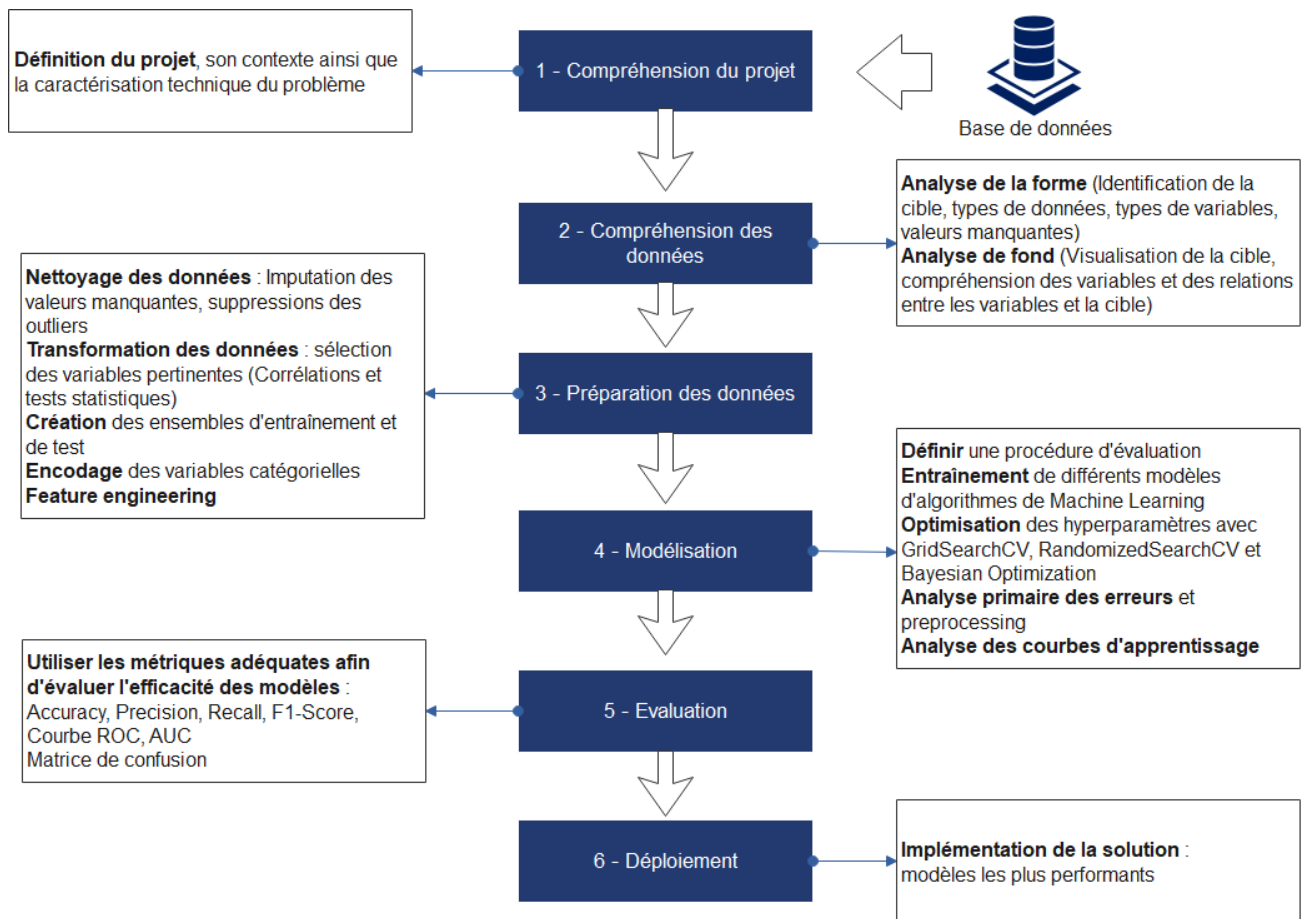 Définition du projet, son contexte ainsi que
la caractérisation technique du problème
1 - Compréhension du projet
Base de données
2 - Compréhension des
données
Analyse de la forme (Identification de la
cible, types de données, types de variables,
valeurs manquantes)
Analyse de fond (Visualisation de la cible,
compréhension des variables et des relations
entre les variables et la cible)
Nettoyage des données : Imputation des
valeurs manquantes, suppressions des
outliers
Transformation des données : sélection
des variables pertinentes (Corrélations et
tests statistiques)
Création des ensembles d'entraînement et
de test
Encodage des variables catégorielles
Feature engineering
3 - Préparation des données
4 - Modélisation
Définir une procédure d'évaluation
Entraînement de différents modèles
d'algorithmes de Machine Learning
Optimisation des hyperparamètres avec
GridSearchCV, RandomizedSearchCV et
Bayesian Optimization
Analyse primaire des erreurs et
preprocessing
Analyse des courbes d'apprentissage
Utiliser les métriques adéquates afin
d'évaluer l'efficacité des modèles :
Accuracy, Precision, Recall, F1-Score,
Courbe ROC, AUC
Matrice de confusion
5 - Evaluation
6 - Déploiement
Implémentation de la solution :
modèles les plus performants